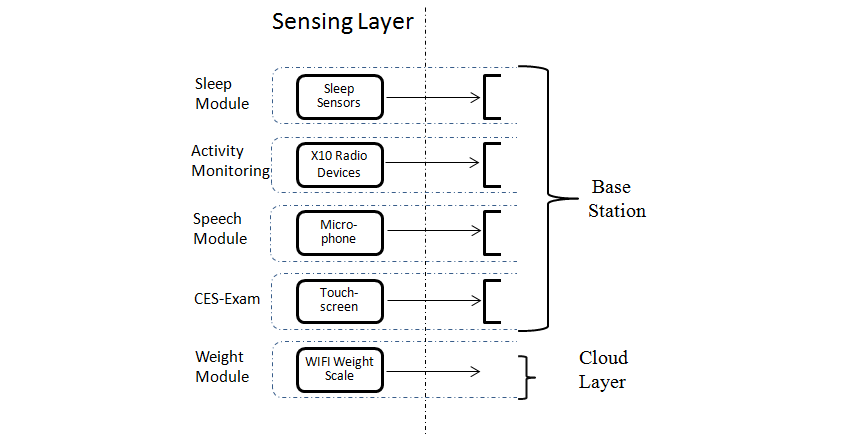 Sensing Layer
Sleep
Module
Sleep
Sensors
Activity
Monitoring
X10 Radio
Devices
Base
Station
Speech
Module
Micro-
phone
CES-Exam
Touch-
screen
Weight
Module
WIFI Weight
Scale
Cloud
Layer